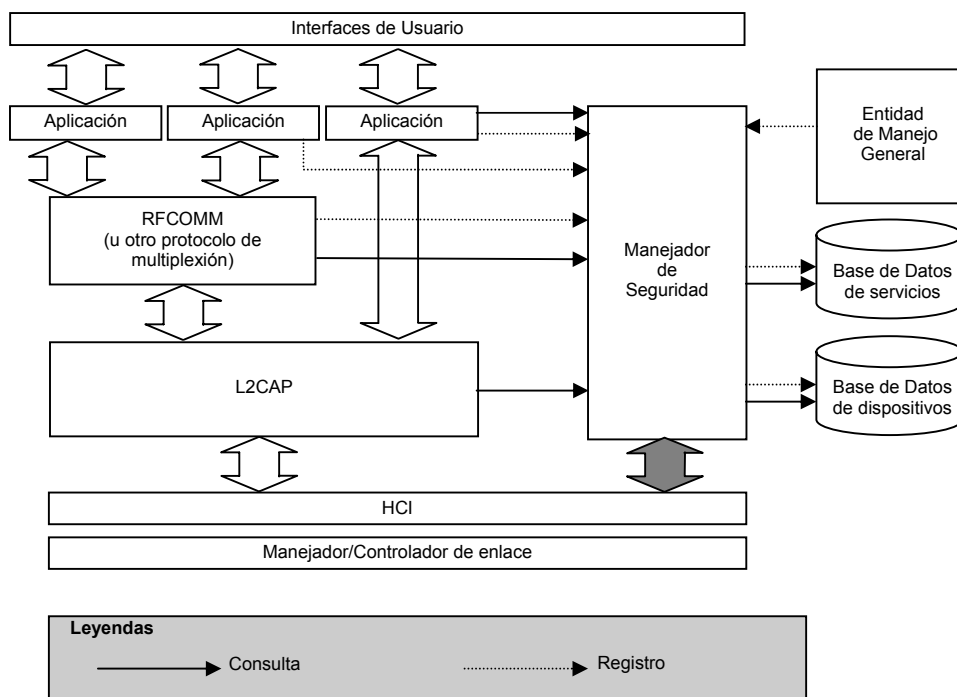 Interfaces de Usuario
Aplicación
Aplicación
Aplicación
Entidad
de Manejo
General
RFCOMM
(u otro protocolo de
multiplexión)
Manejador
de
Seguridad
Base de Datos
de servicios
L2CAP
Base de Datos
de dispositivos
HCI
Manejador/Controlador de enlace
Leyendas
Consulta
Registro